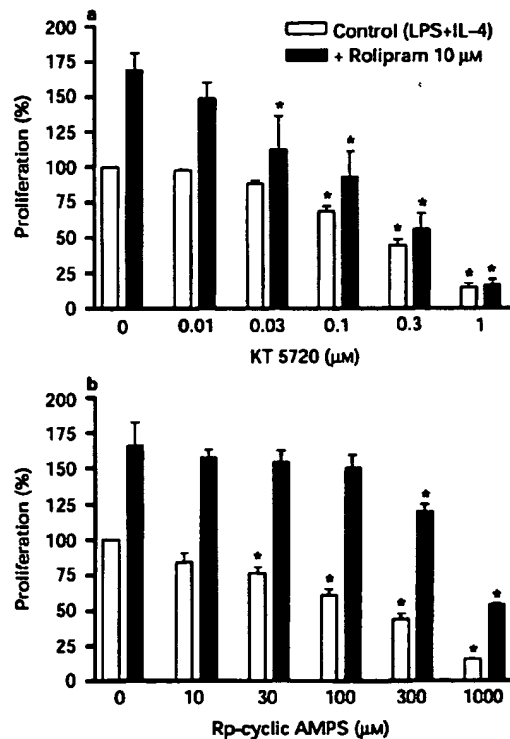 a
Control (LPS+IL–4)
+ Rolipram 10 μM
200
175
150
125
100
75
50
25
0
Proliferation (%)
* * * * * * * *
0 0.01 0.03 0.1 0.3 1
KT 5720 (μM)
b
200
175
150
125
100
75
50
25
0
Proliferation (%)
* * * * * * *
0 10 30 100 300 1000
Rp-cyclic AMPS (μM)